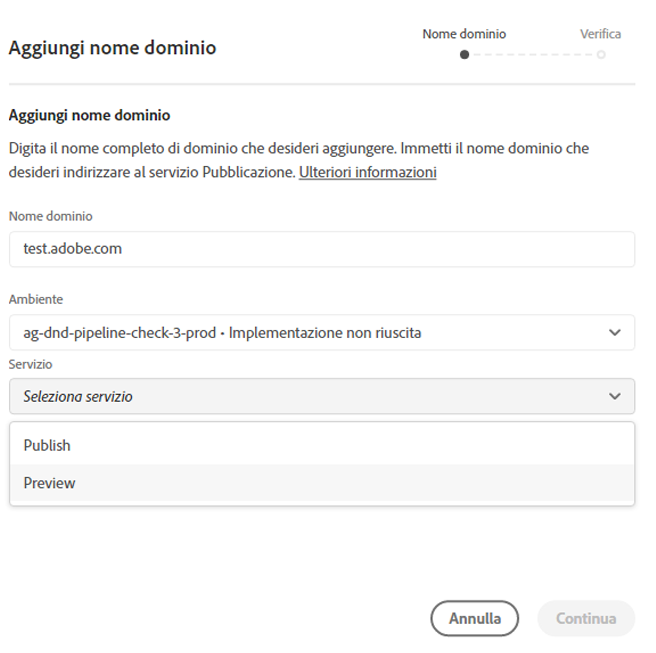 Aggiungi nome dominio
Nome dominio
Verifica
Aggiungi nome dominio
Digita il nome completo di dominio che desideri aggiungere. Immetti il nome dominio che
desideri indirizzare al servizio Pubblicazione. Ulteriori informazioni
Nome dominio
test.adobe.com
Ambiente
ag-dnd-pipeline-check-3-prod • Implementazione non riuscita
Servizio
Seleziona servizio
Publish
Preview
Annulla
Continua